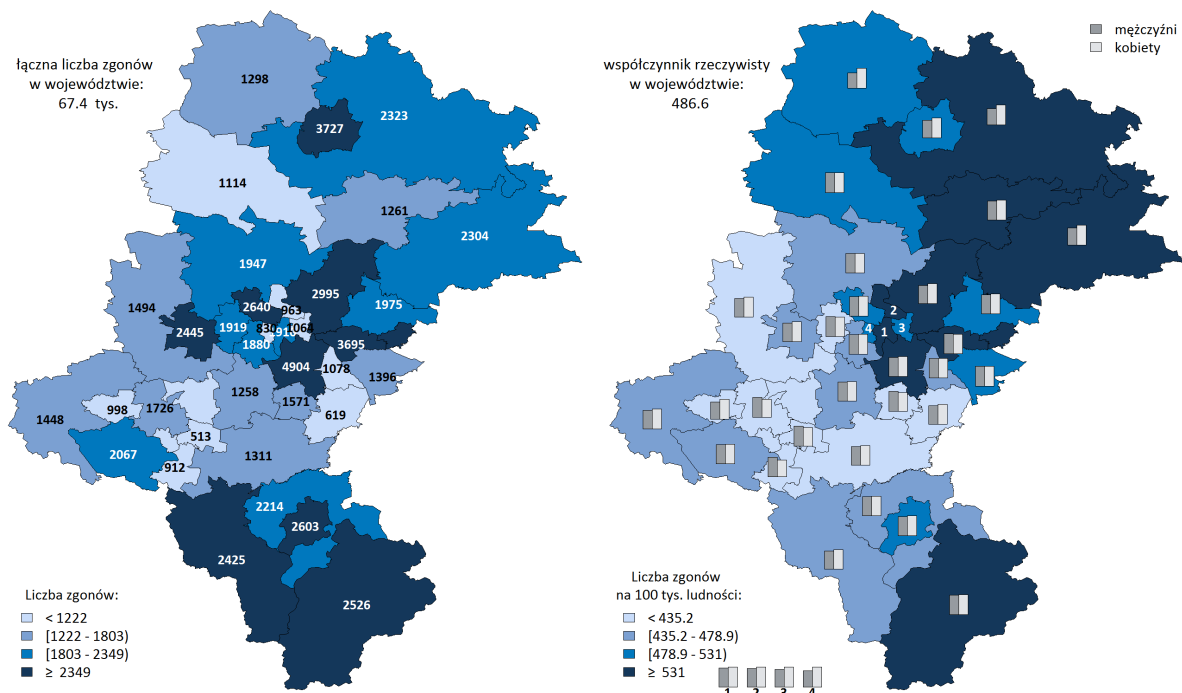 łączna liczba zgonów
w województwie:
67.4 tys.
1298
3727
2323
1114
1261
2304
1947
2995
1494
2640
963
1975
2445
1919
830
1064
1880
3695
4904
1078
1396
1258
1571
1448
998
1726
619
513
2067
912
1311
2214
2603
2425
2526
Liczba zgonów:
< 1222
[1222 - 1803)
[1803 - 2349)
≥ 2349
współczynnik rzeczywisty
w województwie:
486.6
mężczyźni
kobiety
2
4
1
3
Liczba zgonów
na 100 tys. ludności:
< 435.2
[435.2 - 478.9)
[478.9 - 531)
≥ 531
1 2 3 4